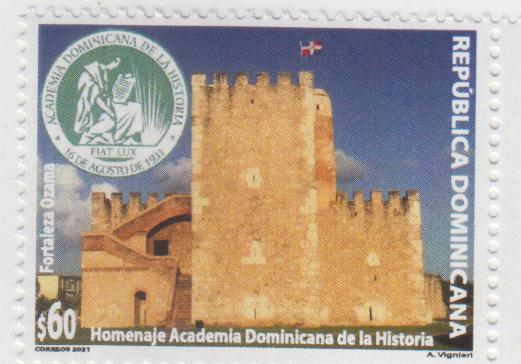 ACADEMIA DOMINICANA DE LA HISTORIA
FIAT LUX
16 DE AGOSTO DE 1931
REPÚBLICA DOMINICANA
Fortaleza Ozama
$60
Homenaje Academia Dominicana de la Historia
CORREOS 2021
A. Vignieri